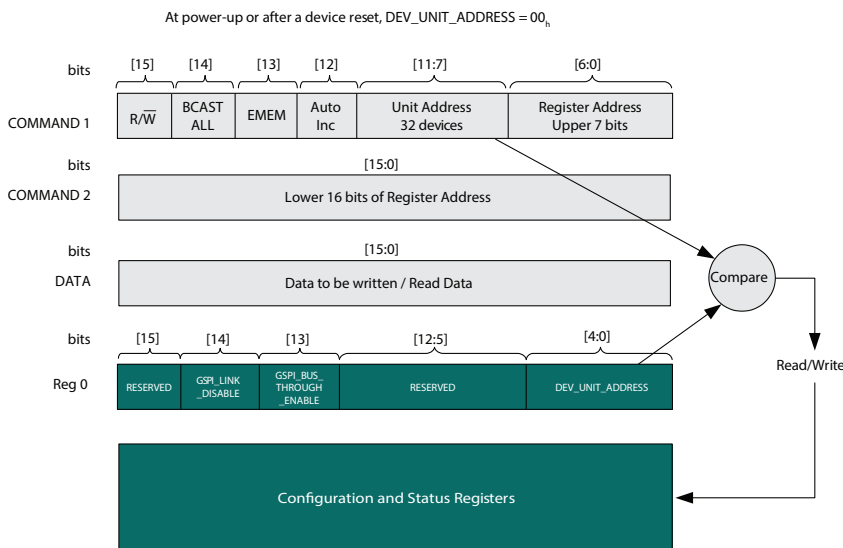 At power-up or after a device reset, DEV_UNIT_ADDRESS = 00h
bits [15] [14] [13] [12] [11:7] [6:0]
COMMAND 1
R/W̅
BCAST
ALL
EMEM
Auto
Inc
Unit Address
32 devices
Register Address
Upper 7 bits
bits [15:0]
COMMAND 2
Lower 16 bits of Register Address
bits [15:0]
DATA
Data to be written / Read Data
Compare
bits [15] [14] [13] [12:5] [4:0]
Read/Write
Reg 0
RESERVED
GSPI_LINK
_DISABLE
GSPI_BUS_
THROUGH
_ENABLE
RESERVED
DEV_UNIT_ADDRESS
Configuration and Status Registers